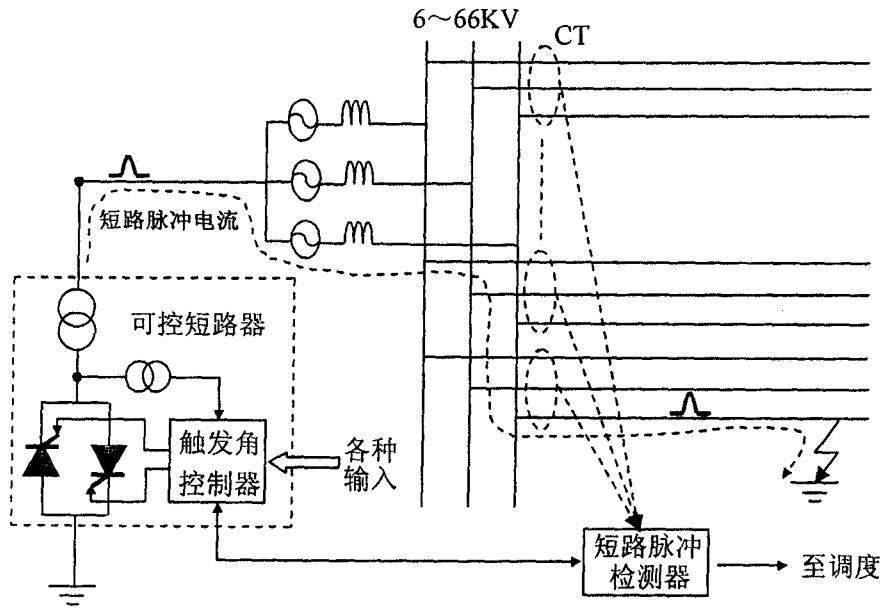 6～66KV
CT
短路脉冲电流
可控短路器
触发角
控制器
各种
输入
短路脉冲
检测器
至调度